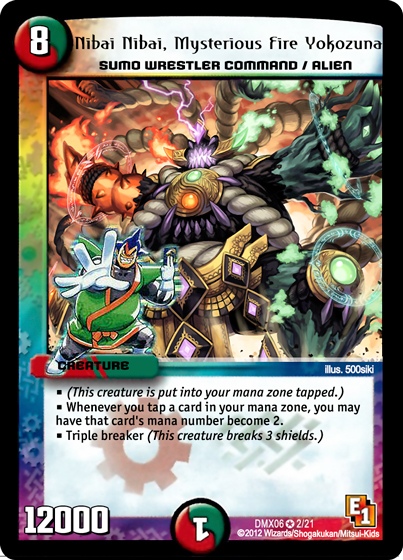 8
Nibai Nibai, Mysterious Fire Yokozuna
SUMO WRESTLER COMMAND / ALIEN
illus. 500siki
CREATURE
▪ (This creature is put into your mana zone tapped.)
▪ Whenever you tap a card in your mana zone, you may
have that card's mana number become 2.
▪ Triple breaker (This creature breaks 3 shields.)
12000
1
DMX06 ✪ 2/21
©2012 Wizards/Shogakukan/Mitsui-Kids
E1